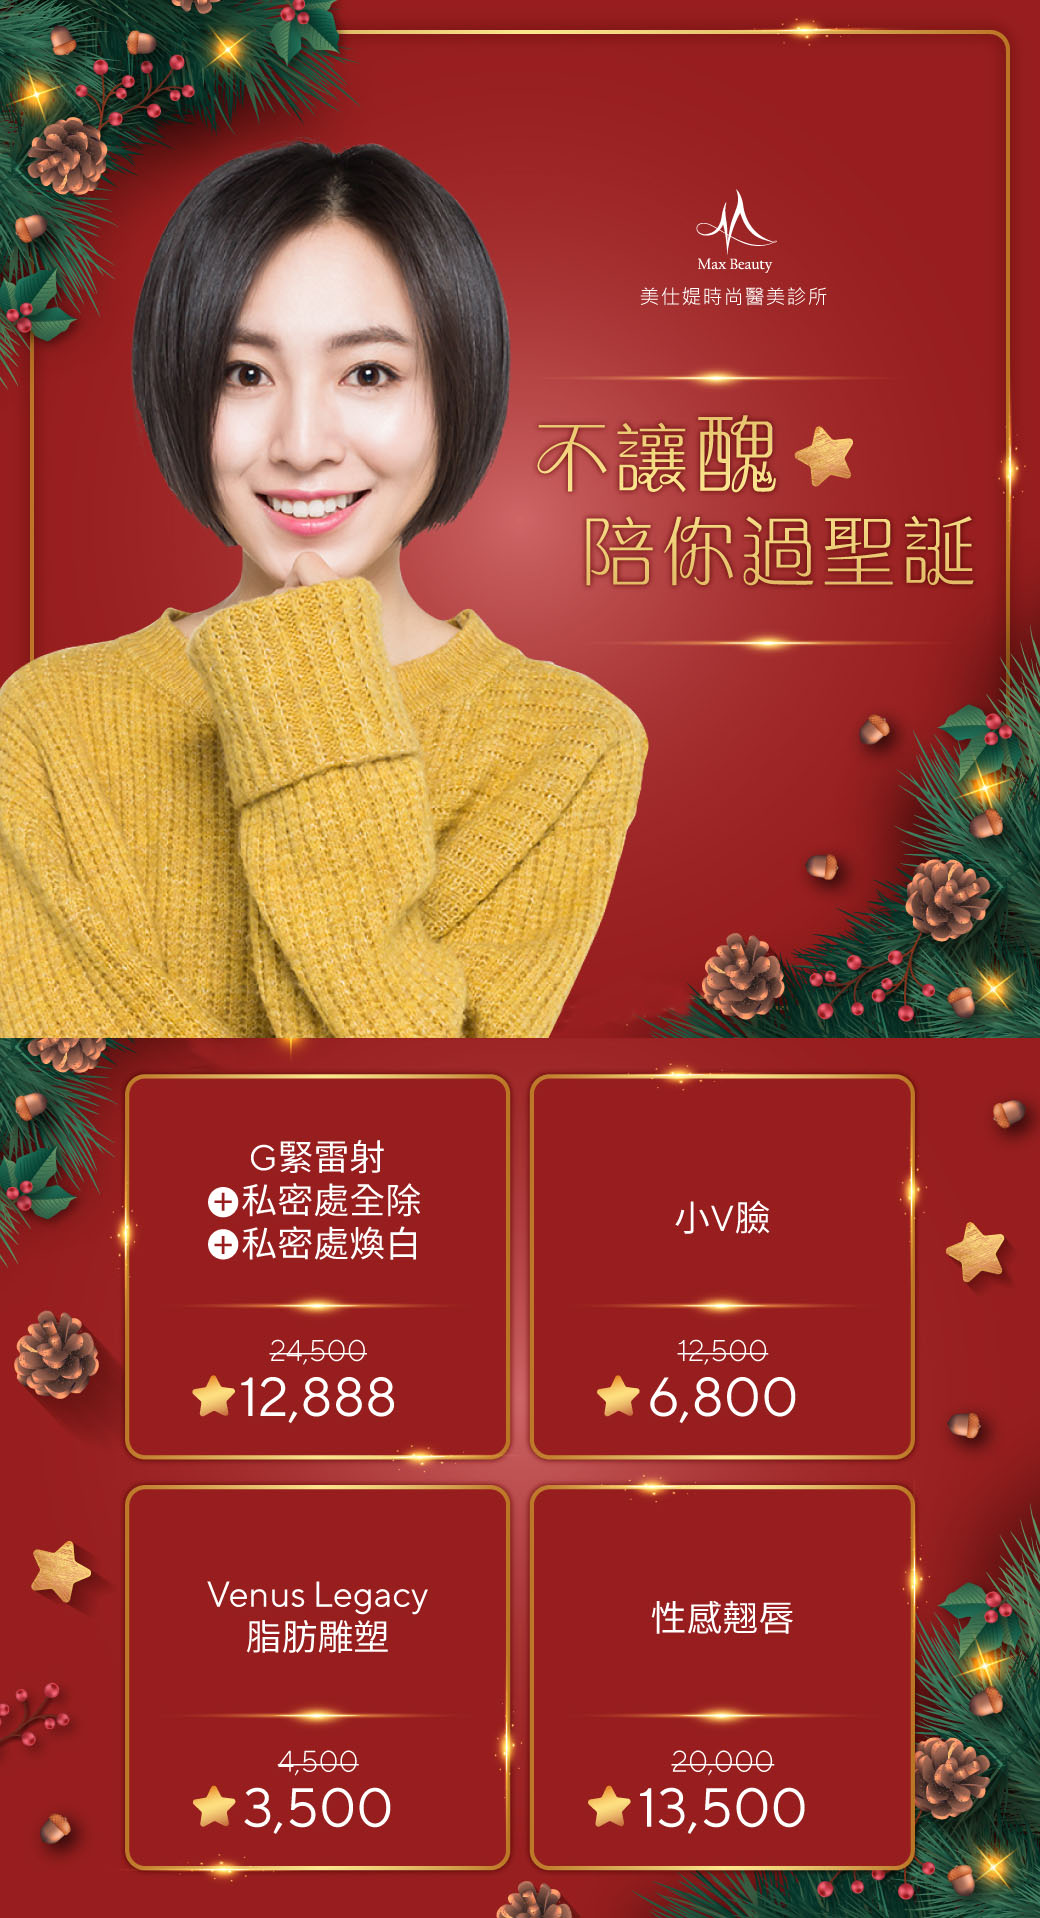 Max Beauty
美仕媞時尚醫美診所
不讓醜
陪你過聖誕
G緊雷射
+私密處全除
+私密處煥白
24,500
12,888
小V臉
12,500
6,800
Venus Legacy
脂肪雕塑
4,500
3,500
性感翹唇
20,000
13,500